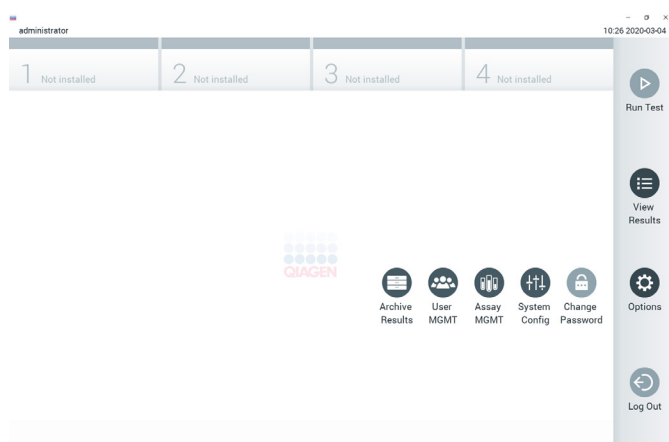 administrator
10:26 2020-03-04
1 Not installed
2 Not installed
3 Not installed
4 Not installed
Run Test
View
Results
QIAGEN
Archive
Results
User
MGMT
Assay
MGMT
System
Config
Change
Password
Options
Log Out